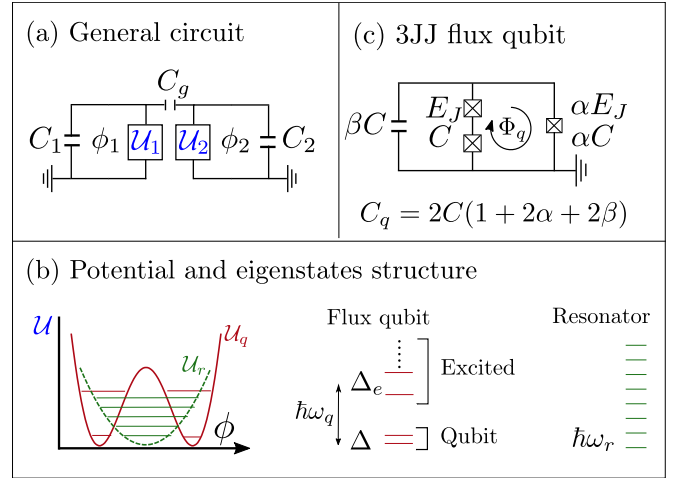 (a) General circuit
C_g
C_1 ϕ_1 𝒰_1 𝒰_2 ϕ_2 C_2
(c) 3JJ flux qubit
βC E_J C Φ_q αE_J αC
C_q = 2C(1 + 2α + 2β)
(b) Potential and eigenstates structure
𝒰 𝒰_q
𝒰_r
ϕ
Flux qubit
Δ_e Excited
ħω_q
Δ Qubit
Resonator
ħω_r